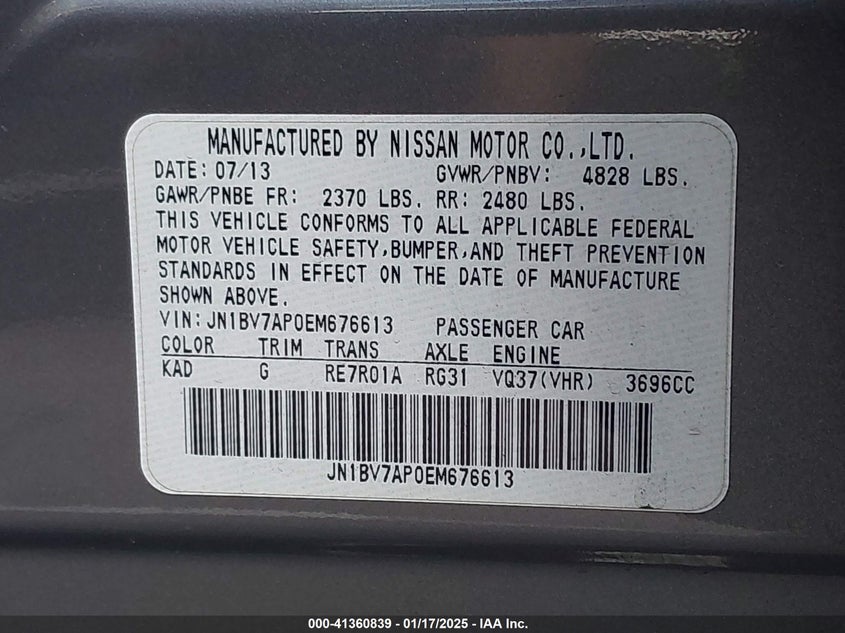 MANUFACTURED BY NISSAN MOTOR CO.,LTD.
DATE: 07/13 GVWR/PNBV: 4828 LBS.
GAWR/PNBE FR: 2370 LBS. RR: 2480 LBS.
THIS VEHICLE CONFORMS TO ALL APPLICABLE FEDERAL
MOTOR VEHICLE SAFETY,BUMPER,AND THEFT PREVENTION
STANDARDS IN EFFECT ON THE DATE OF MANUFACTURE
SHOWN ABOVE.
VIN:JN1BV7AP0EM676613 PASSENGER CAR
COLOR TRIM TRANS AXLE ENGINE
KAD G RE7R01A RG31 VQ37(VHR) 3696CC
JN1BV7AP0EM676613
000-41360839 - 01/17/2025 - IAA Inc.